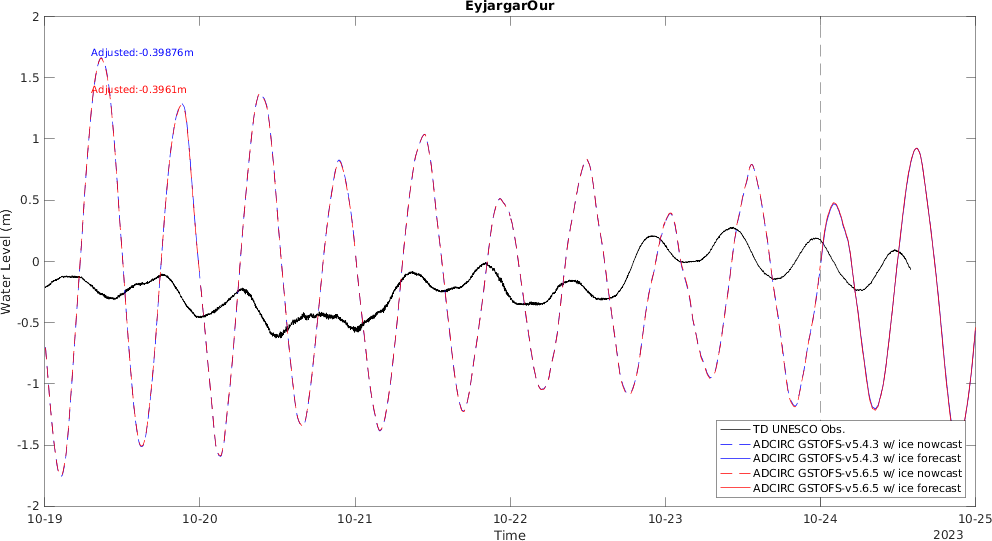 EyjargarOur
2
1.5
1
0.5
0
-0.5
-1
-1.5
-2
Water Level (m)
Adjusted:-0.39876m
Adjusted:-0.3961m
TD UNESCO Obs.
ADCIRC GSTOFS-v5.4.3 w/ ice nowcast
ADCIRC GSTOFS-v5.4.3 w/ ice forecast
ADCIRC GSTOFS-v5.6.5 w/ ice nowcast
ADCIRC GSTOFS-v5.6.5 w/ ice forecast
10-19 10-20 10-21 10-22 10-23 10-24 10-25
Time
2023